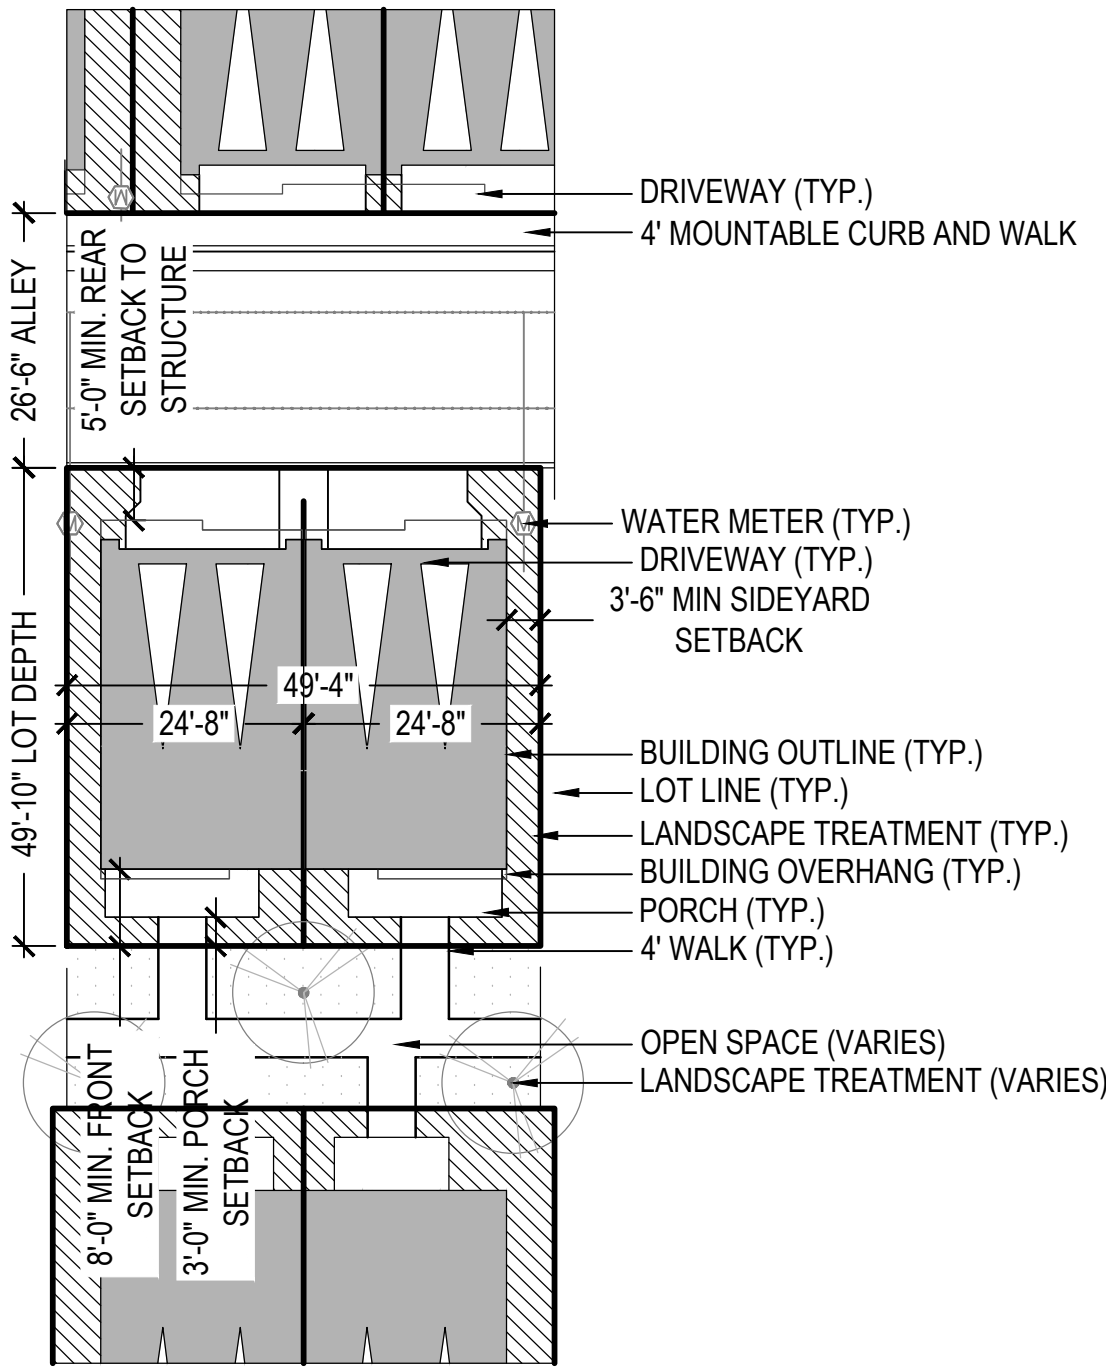 DRIVEWAY (TYP.)
4' MOUNTABLE CURB AND WALK
26'-6" ALLEY
5'-0" MIN. REAR
SETBACK TO
STRUCTURE
M
M
M
WATER METER (TYP.)
DRIVEWAY (TYP.)
3'-6" MIN SIDEYARD
SETBACK
49'-10" LOT DEPTH
49'-4"
24'-8"
24'-8"
BUILDING OUTLINE (TYP.)
LOT LINE (TYP.)
LANDSCAPE TREATMENT (TYP.)
BUILDING OVERHANG (TYP.)
PORCH (TYP.)
4' WALK (TYP.)
OPEN SPACE (VARIES)
LANDSCAPE TREATMENT (VARIES)
8'-0" MIN. FRONT
SETBACK
3'-0" MIN. PORCH
SETBACK